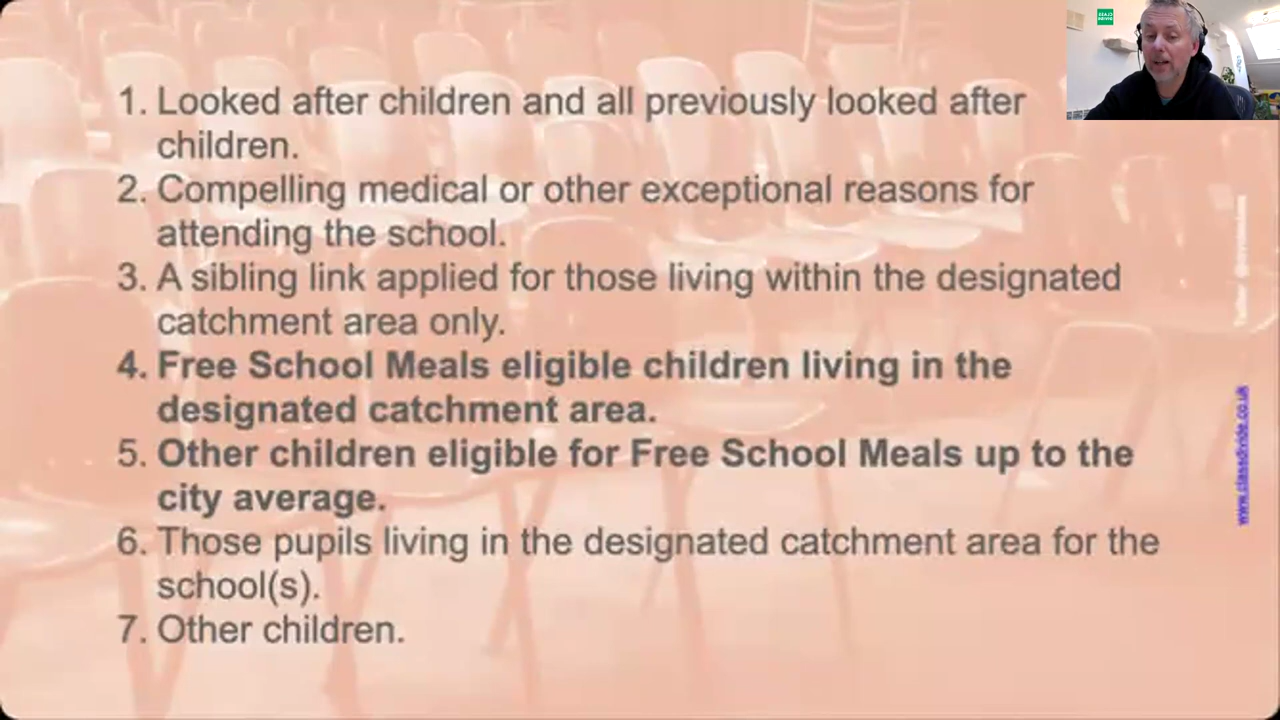 1. Looked after children and all previously looked after
children.
2. Compelling medical or other exceptional reasons for
attending the school.
3. A sibling link applied for those living within the designated
catchment area only.
4. Free School Meals eligible children living in the
designated catchment area.
5. Other children eligible for Free School Meals up to the
city average.
6. Those pupils living in the designated catchment area for the
school(s).
7. Other children.
www.classdivide.co.uk
CLASS
DIVIDE